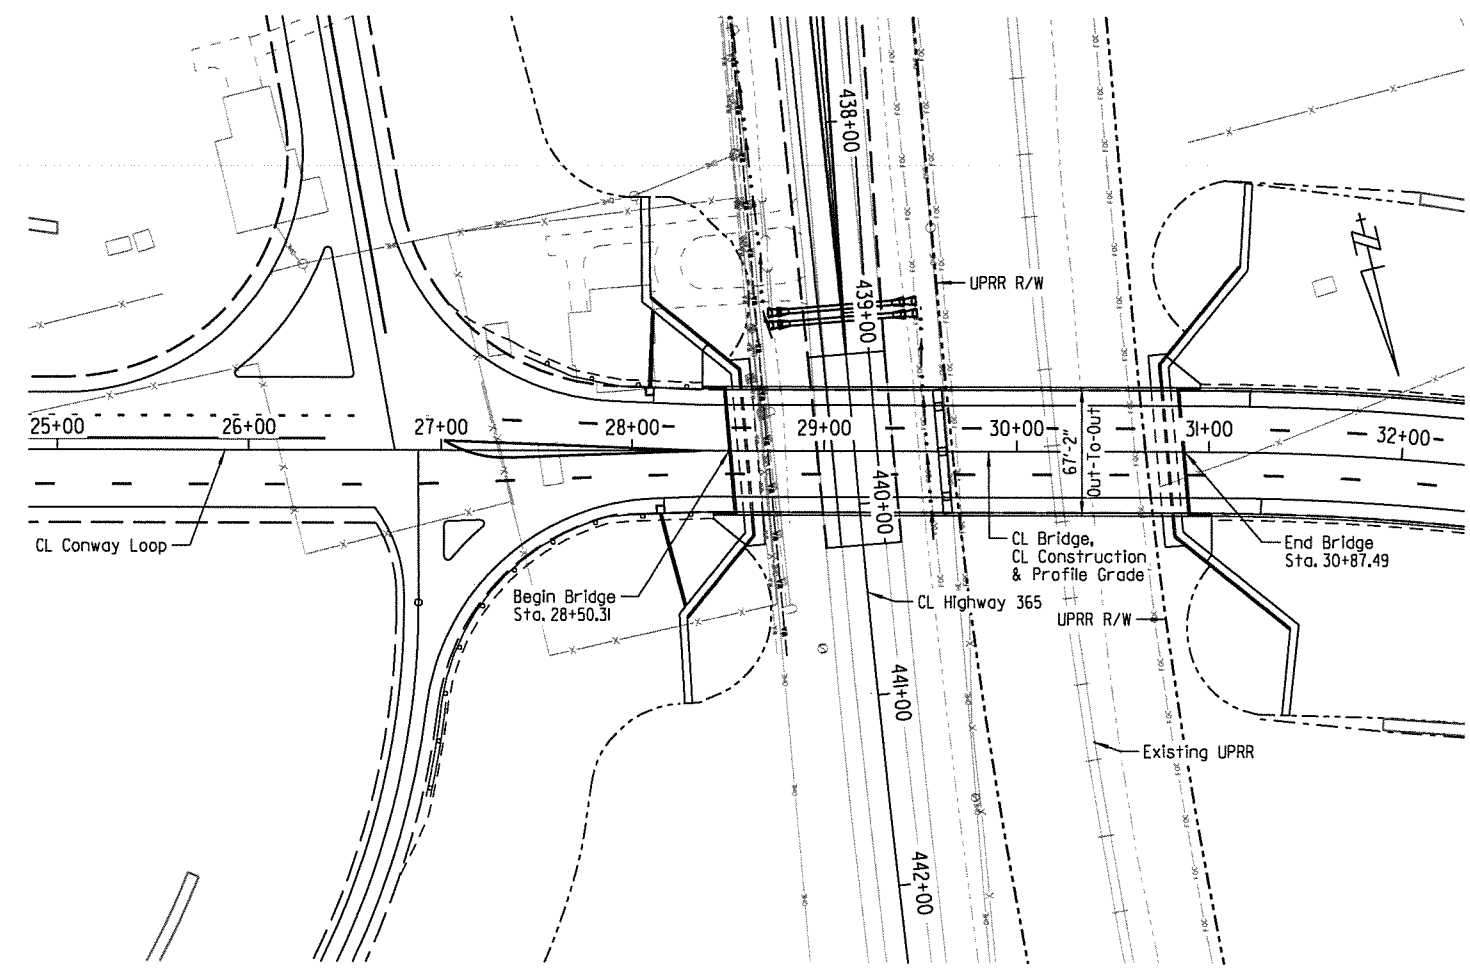 438+00
439+00
UPRR R/W
25+00
26+00
27+00
28+00
29+00
30+00
31+00
32+00
67'-2"
Out-To-Out
440+00
CL Conway Loop
CL Bridge,
CL Construction
& Profile Grade
End Bridge
Sta. 30+87.49
Begin Bridge
Sta. 28+50.31
CL Highway 365
UPRR R/W
441+00
Existing UPRR
442+00